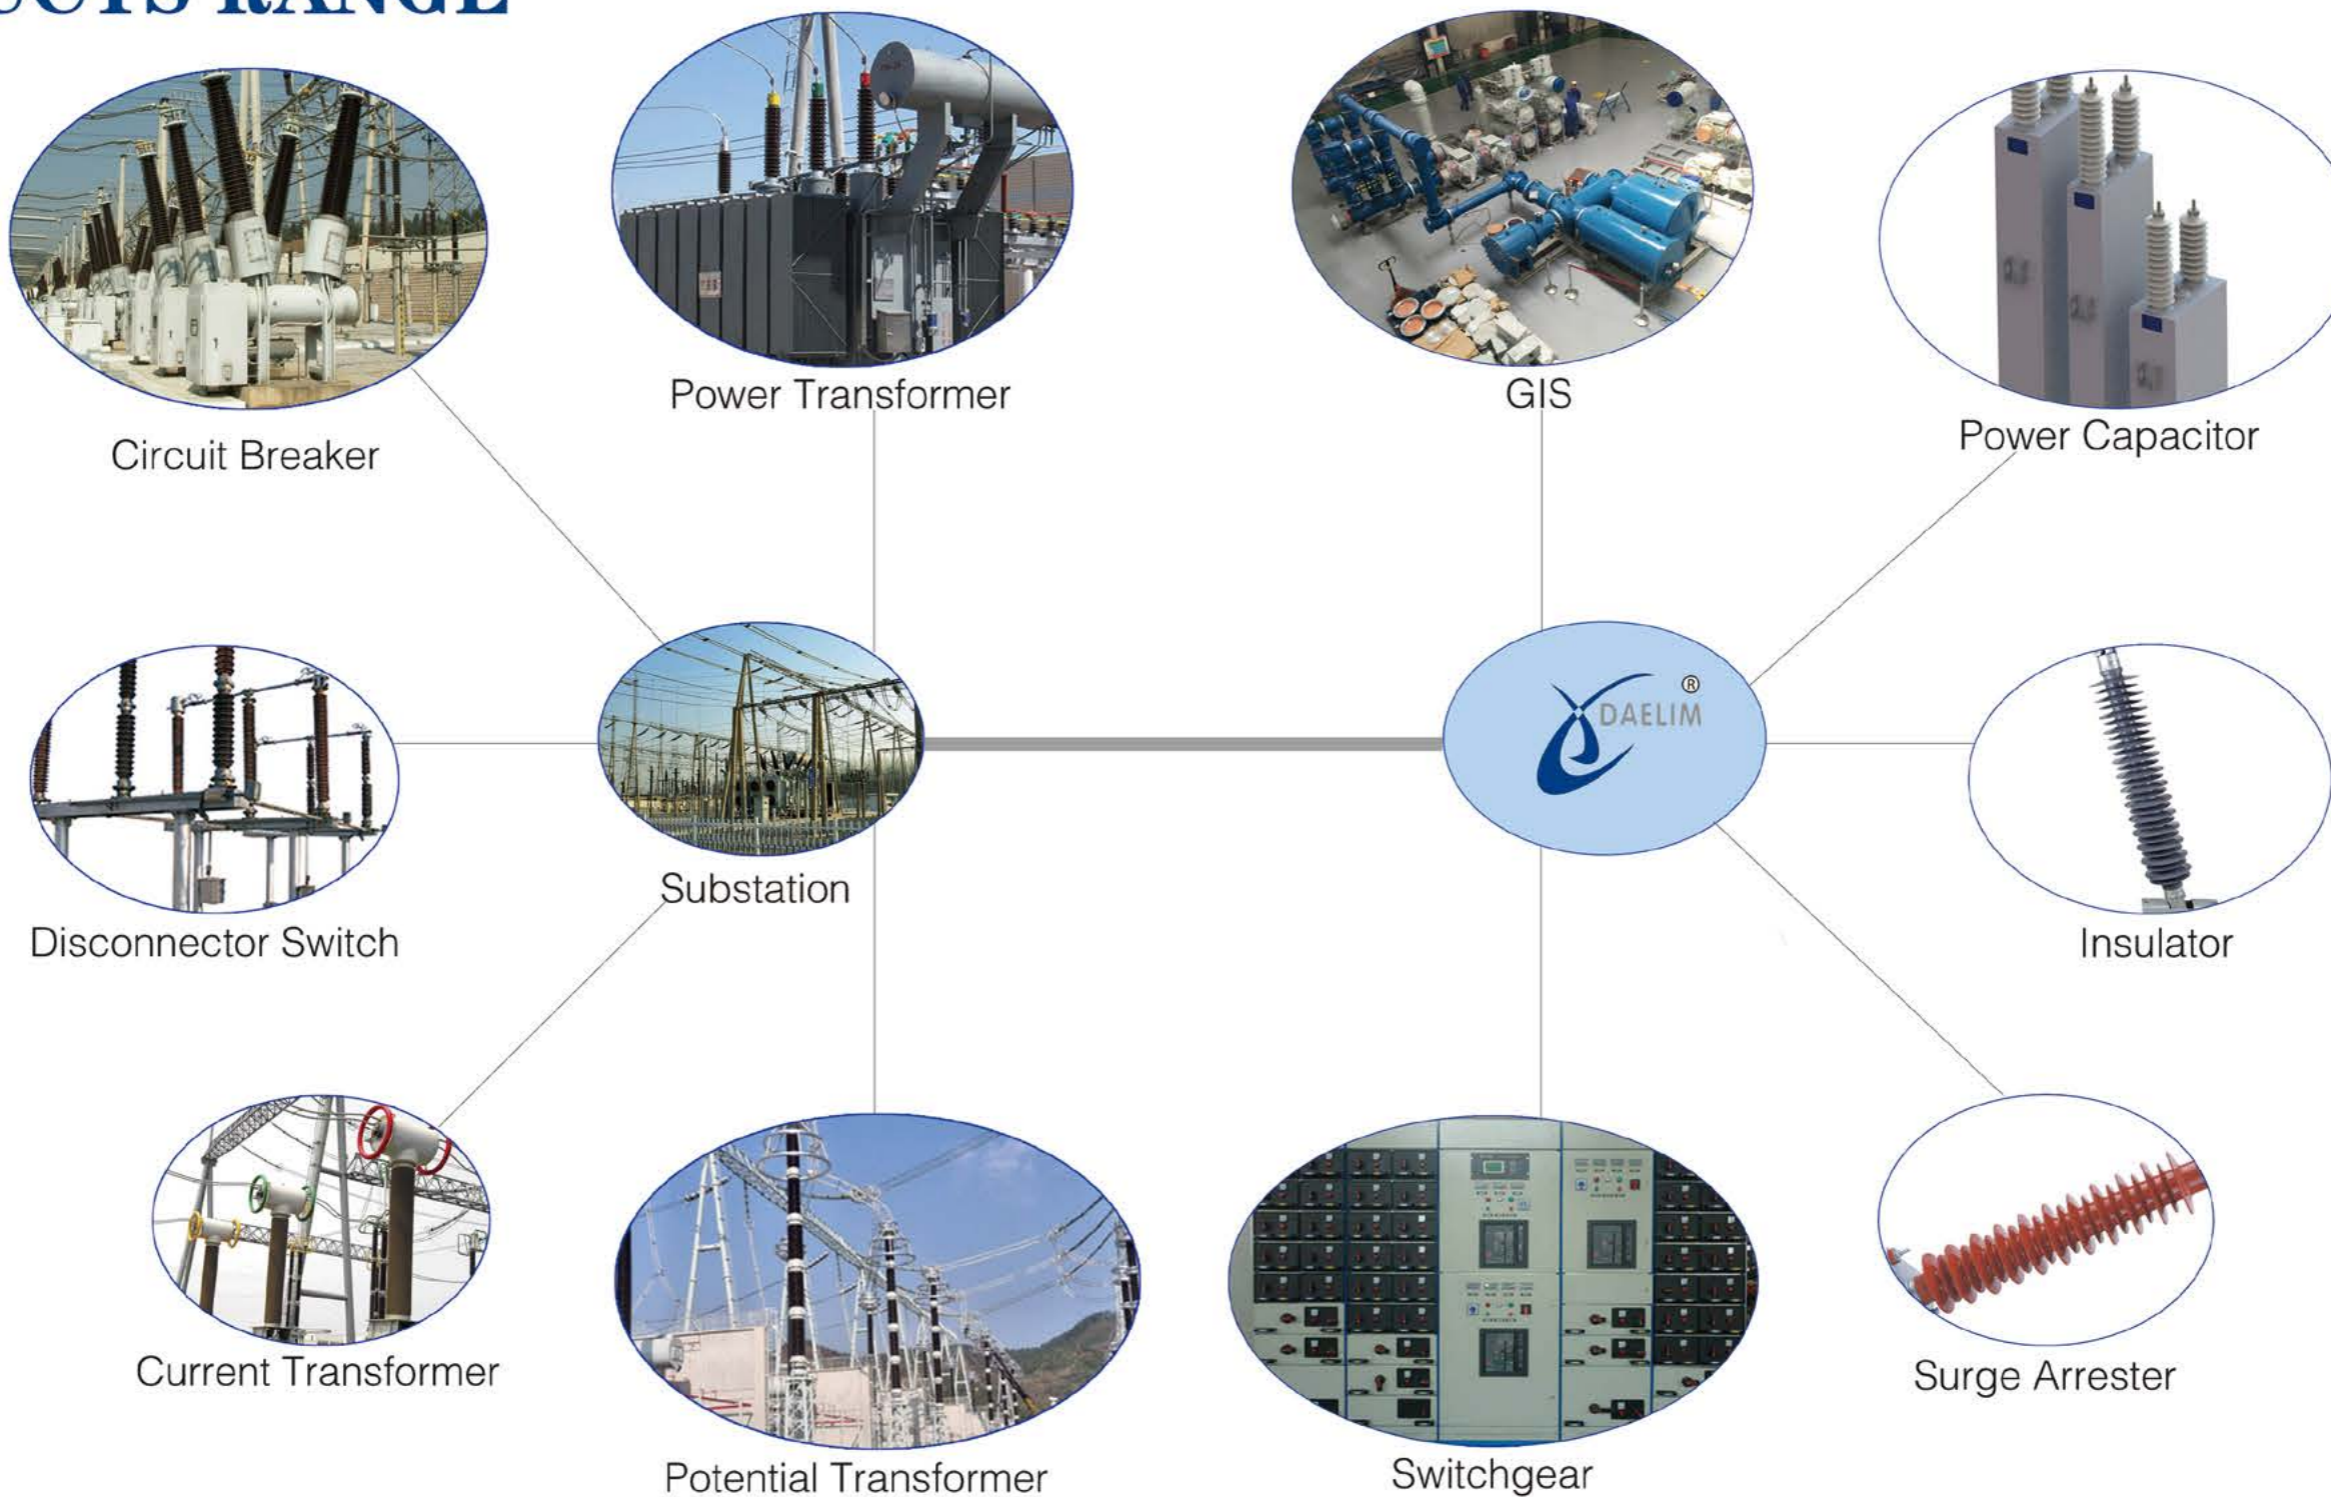 RANGE
Power Transformer
GIS
Circuit Breaker
Power Capacitor
DAELIM
®
Substation
Disconnector Switch
Insulator
Current Transformer
Surge Arrester
Potential Transformer
Switchgear